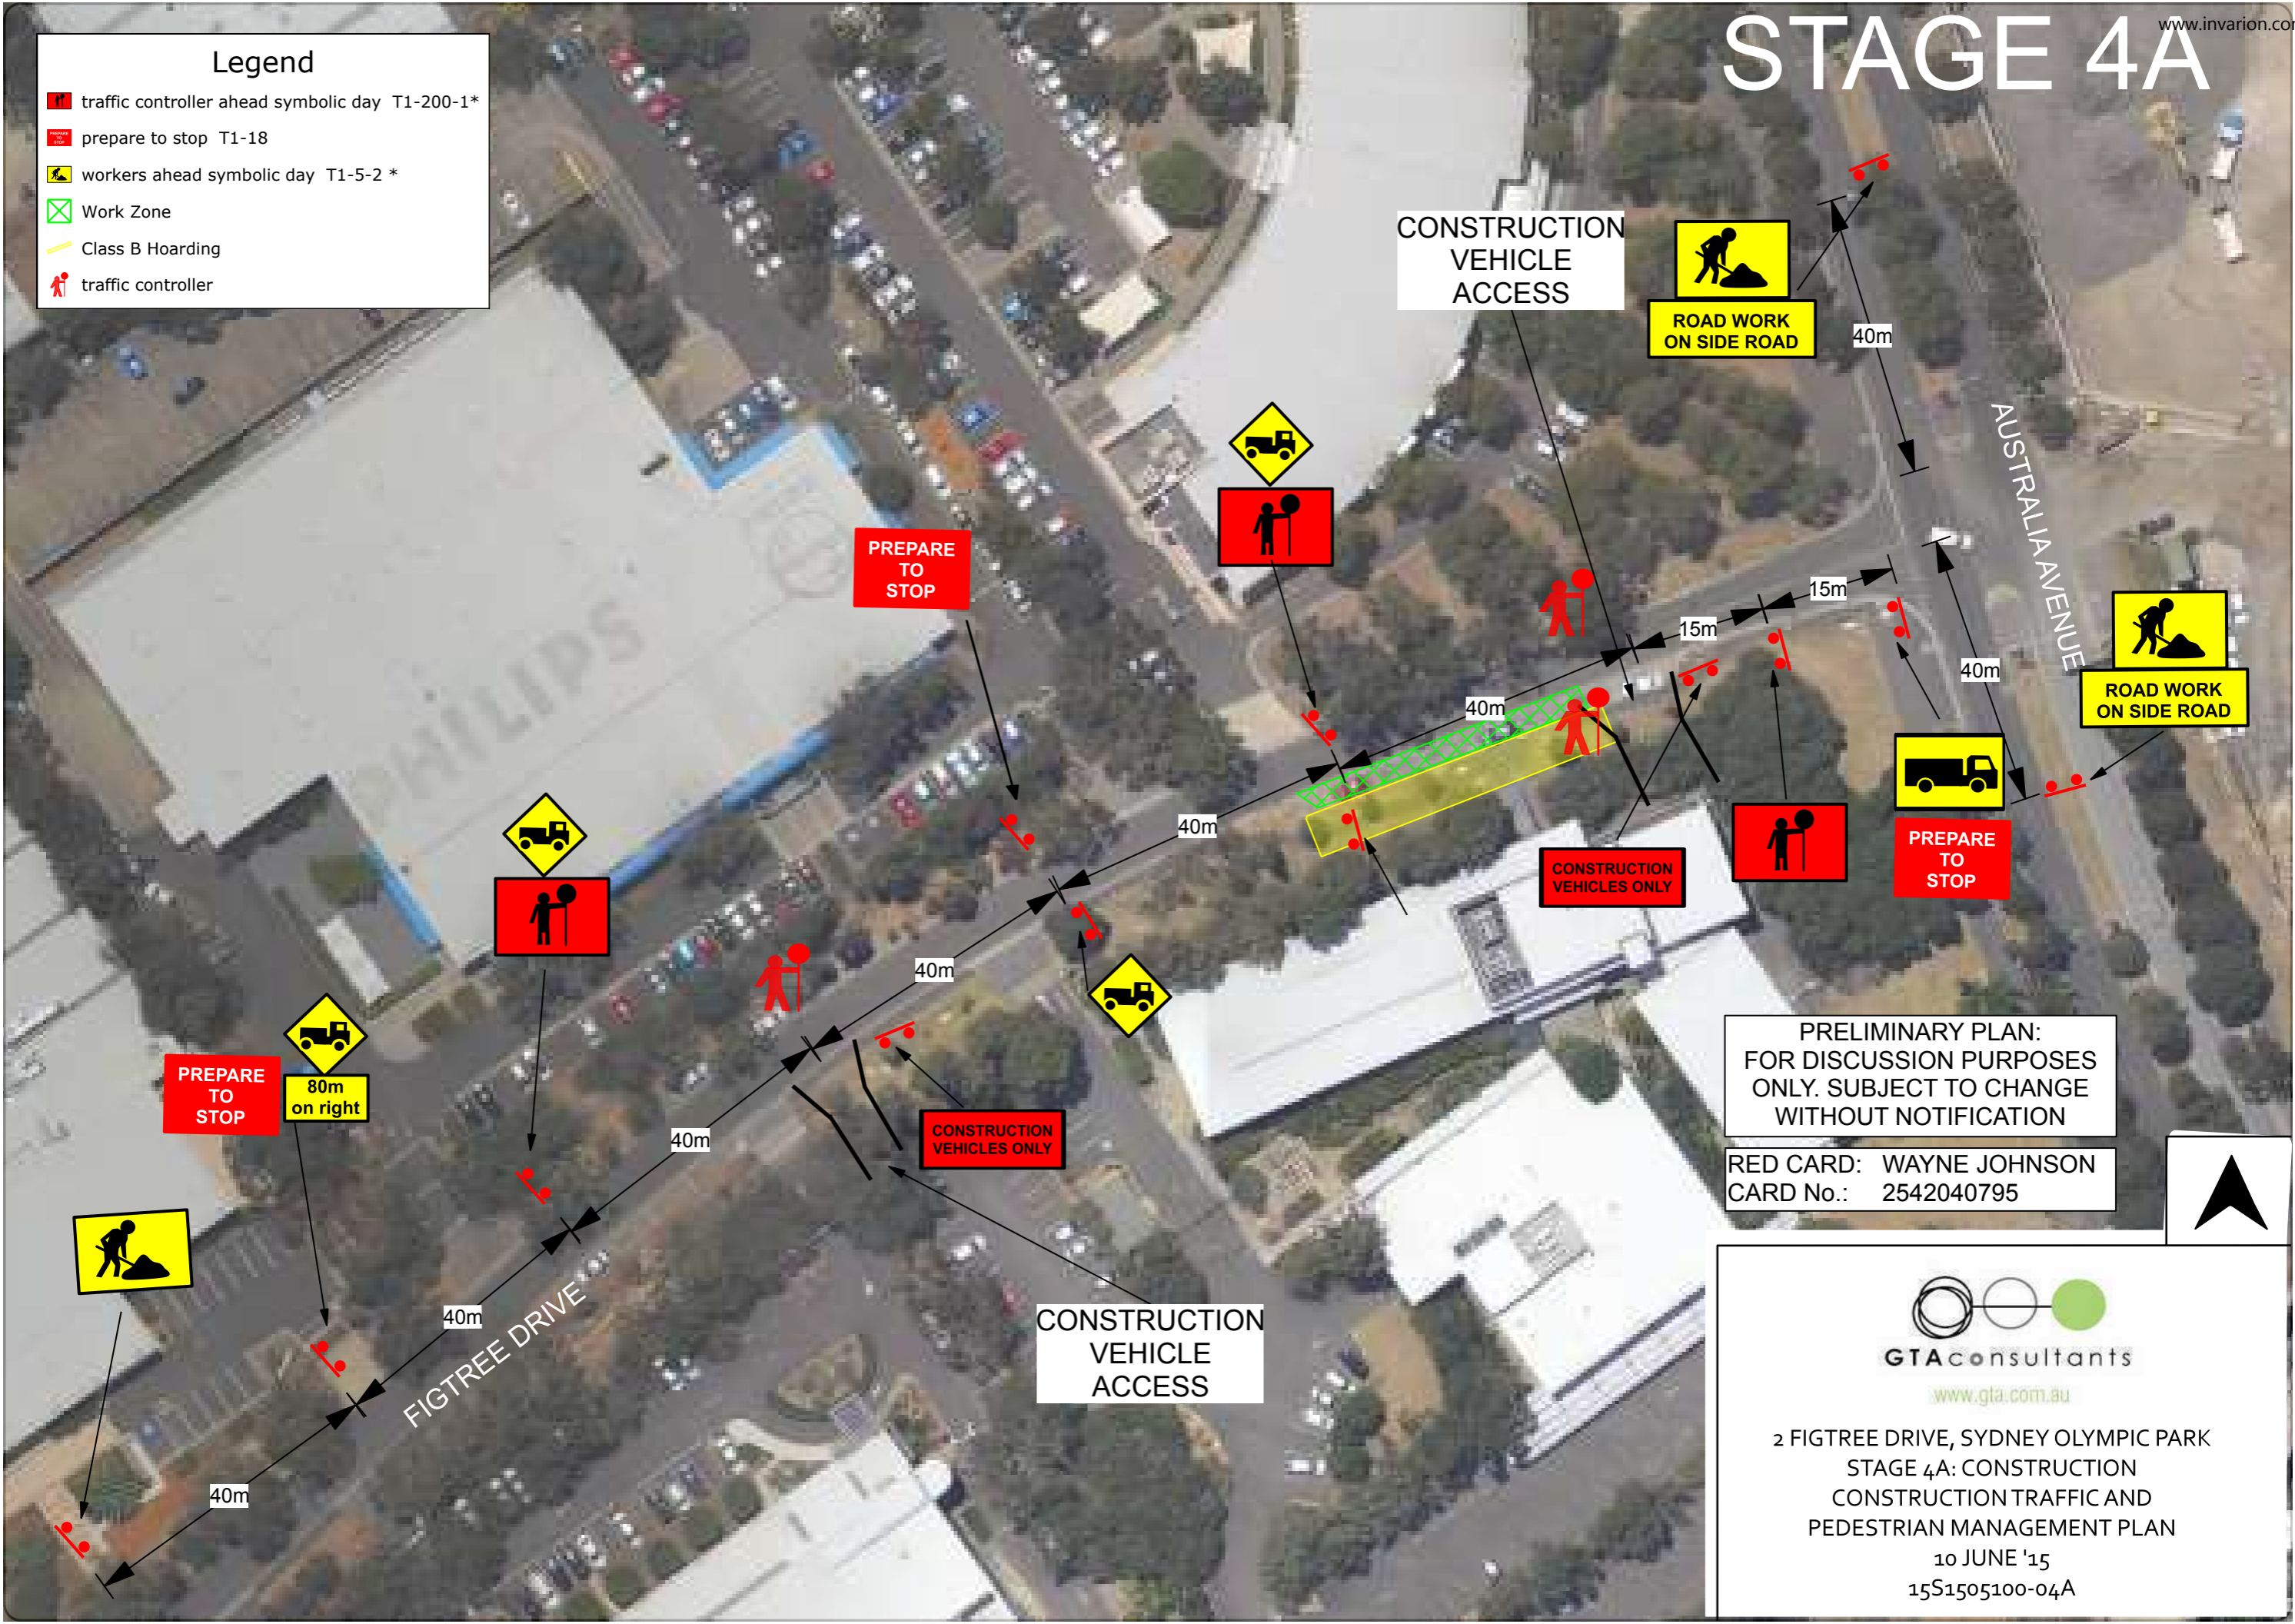 STAGE 4A
www.invarion.co
Legend
traffic controller ahead symbolic day T1-200-1*
PREPARE
TO
STOP
prepare to stop T1-18
workers ahead symbolic day T1-5-2 *
Work Zone
Class B Hoarding
traffic controller
CONSTRUCTION
VEHICLE
ACCESS
ROAD WORK
ON SIDE ROAD
40m
AUSTRALIA AVENUE
PREPARE
TO
STOP
15m
15m
40m
ROAD WORK
ON SIDE ROAD
40m
PHILIPS
40m
CONSTRUCTION
VEHICLES ONLY
PREPARE
TO
STOP
40m
PREPARE
TO
STOP
80m
on right
40m
CONSTRUCTION
VEHICLES ONLY
40m
FIGTREE DRIVE
40m
CONSTRUCTION
VEHICLE
ACCESS
PRELIMINARY PLAN:
FOR DISCUSSION PURPOSES
ONLY. SUBJECT TO CHANGE
WITHOUT NOTIFICATION
RED CARD: WAYNE JOHNSON
CARD No.: 2542040795
GTAconsultants
www.gta.com.au
2 FIGTREE DRIVE, SYDNEY OLYMPIC PARK
STAGE 4A: CONSTRUCTION
CONSTRUCTION TRAFFIC AND
PEDESTRIAN MANAGEMENT PLAN
10 JUNE '15
15S1505100-04A